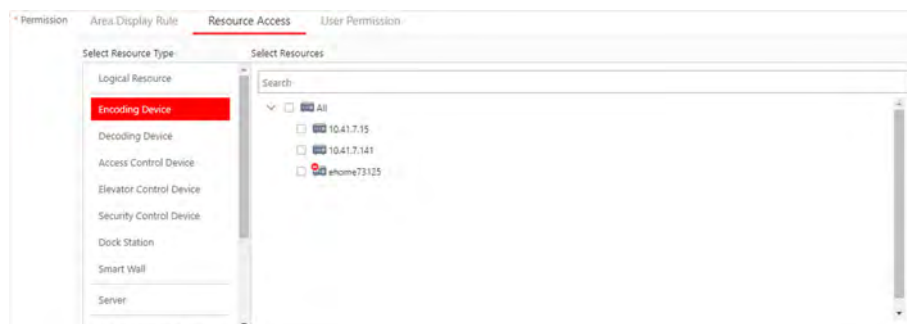 * Permission Area Display Rule Resource Access User Permission
Select Resource Type Select Resources
Logical Resource
Search
Encoding Device
All
Decoding Device
10.41.7.15
Access Control Device
10.41.7.141
Elevator Control Device
ehome73125
Security Control Device
Dock Station
Smart Wall
Server